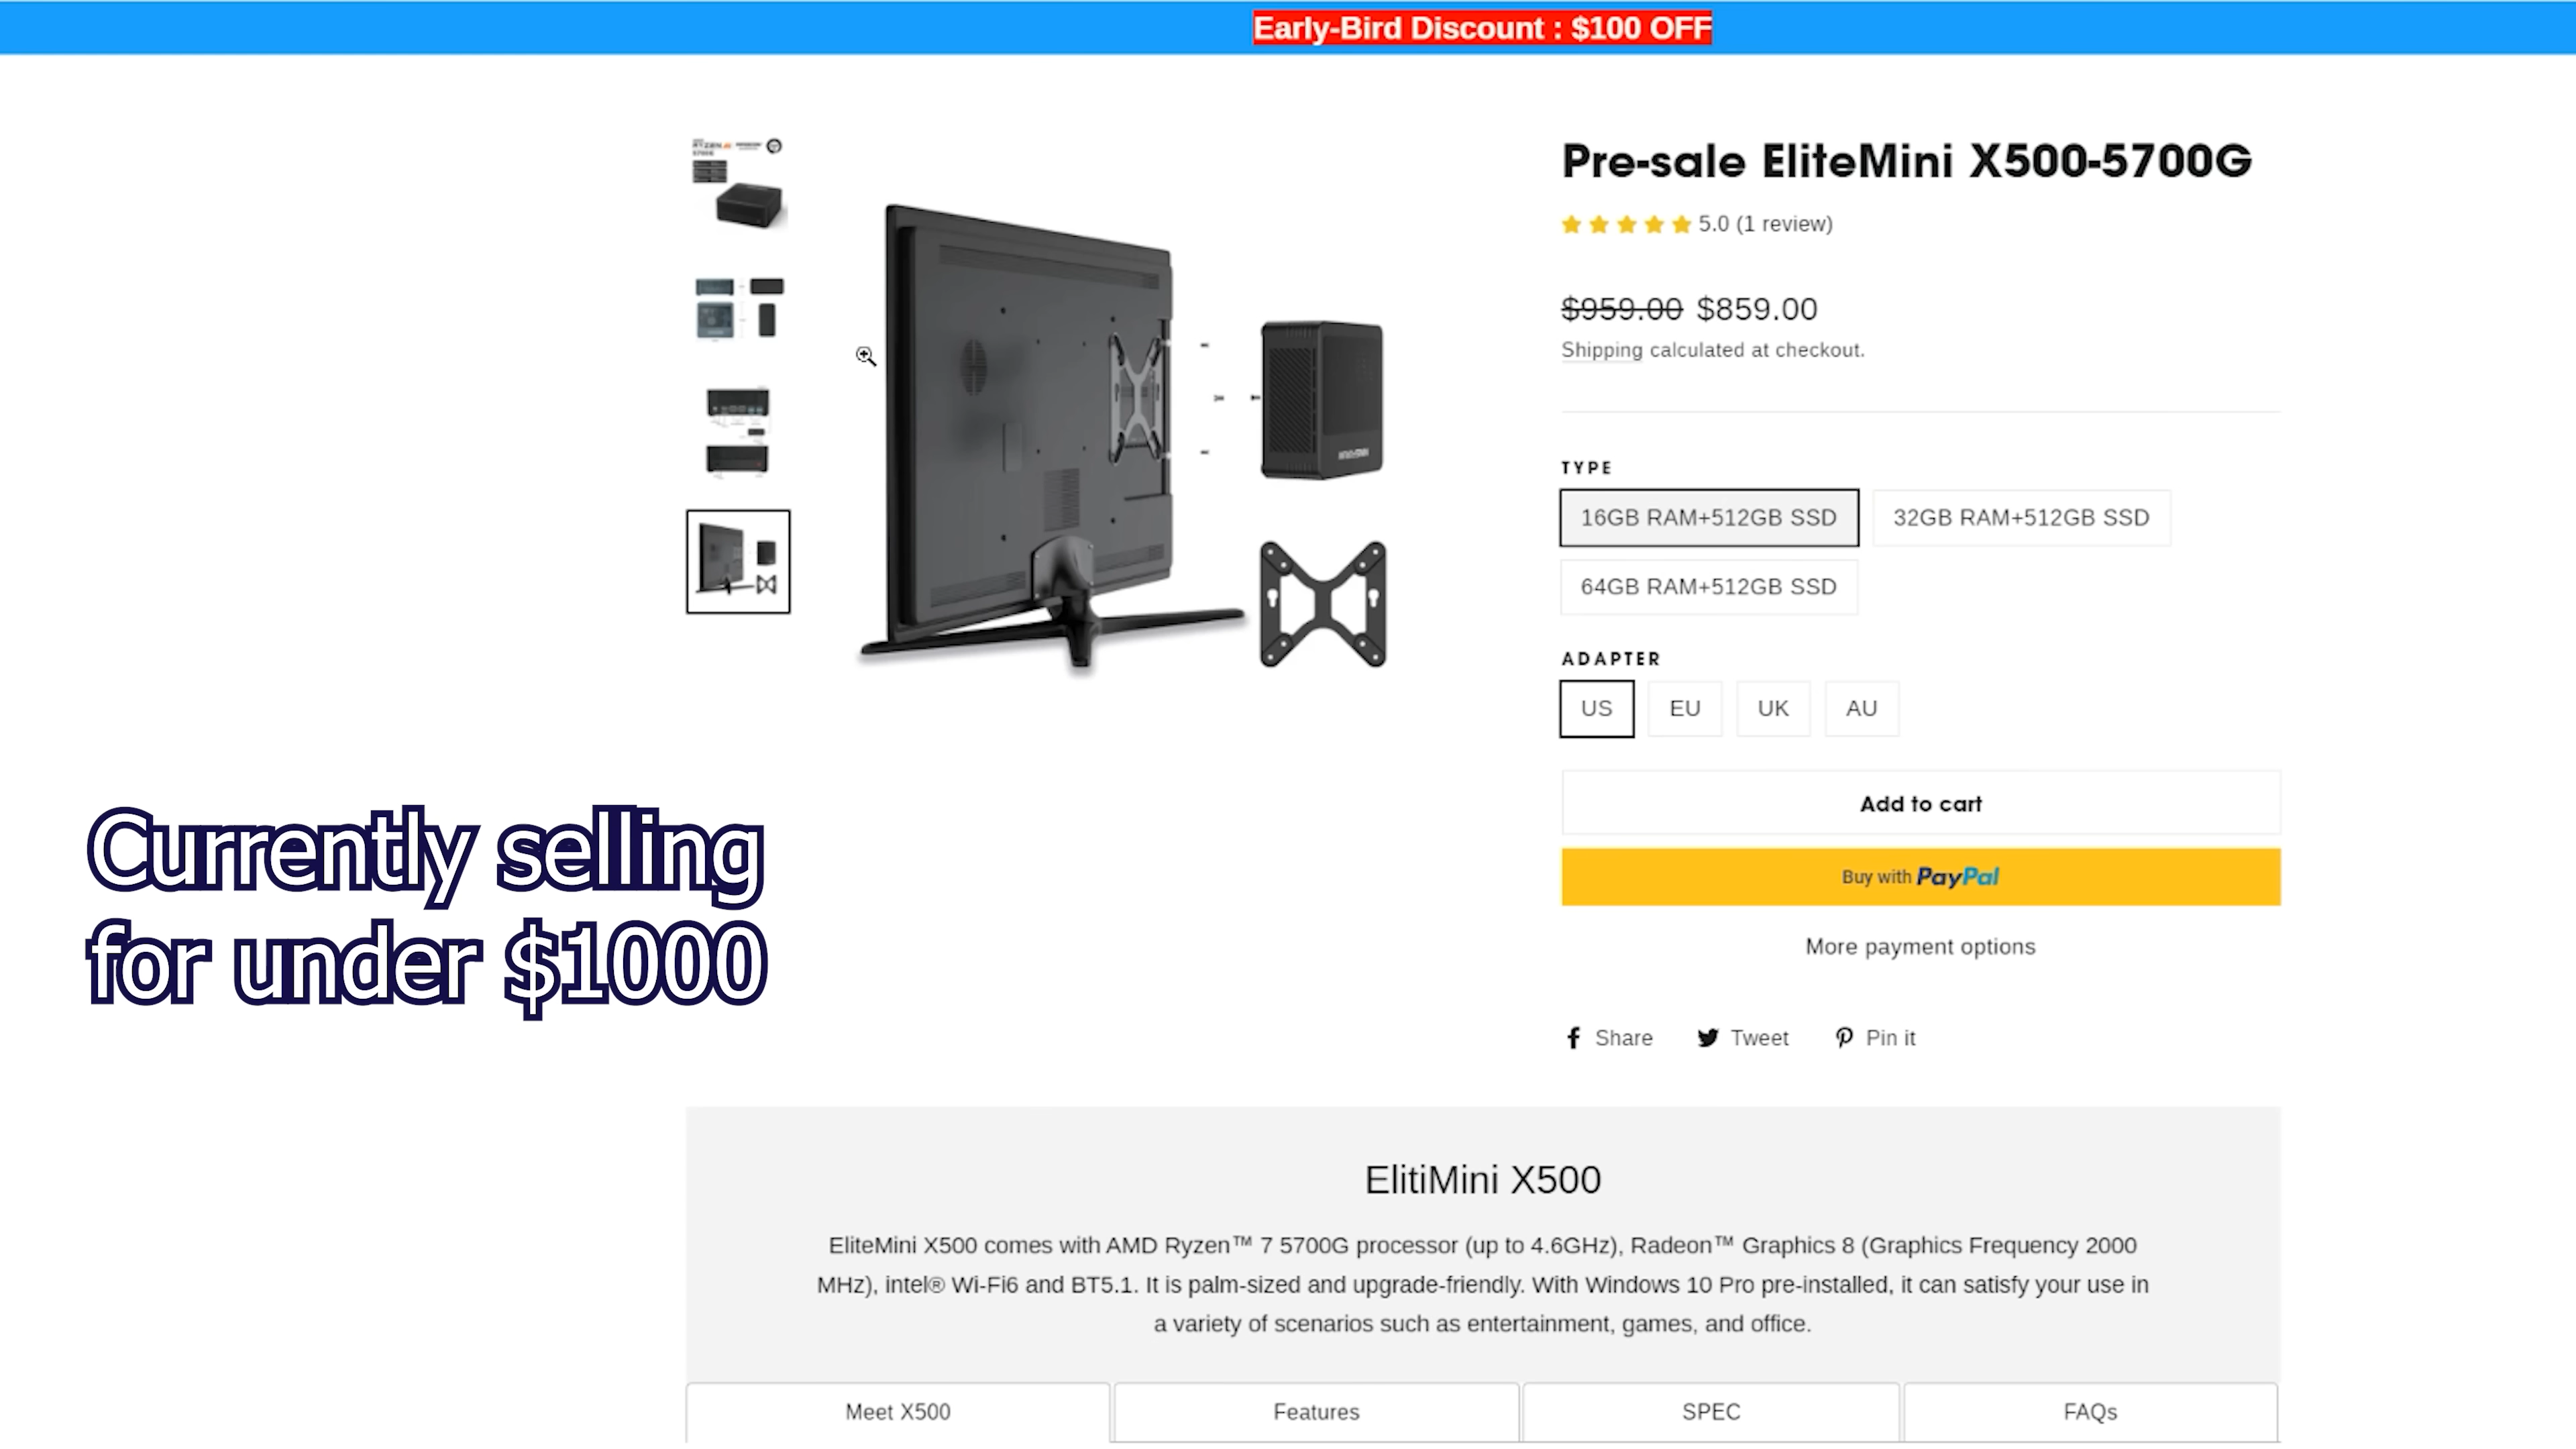 Early-Bird Discount : $100 OFF
Pre-sale EliteMini X500-5700G
5.0 (1 review)
$959.00 $859.00
Shipping calculated at checkout.
TYPE
16GB RAM+512GB SSD
32GB RAM+512GB SSD
64GB RAM+512GB SSD
ADAPTER
US
EU
UK
AU
Add to cart
Buy with PayPal
More payment options
Share
Tweet
Pin it
Currently selling
for under $1000
ElitiMini X500
EliteMini X500 comes with AMD Ryzen™ 7 5700G processor (up to 4.6GHz), Radeon™ Graphics 8 (Graphics Frequency 2000
MHz), intel® Wi-Fi6 and BT5.1. It is palm-sized and upgrade-friendly. With Windows 10 Pro pre-installed, it can satisfy your use in
a variety of scenarios such as entertainment, games, and office.
Meet X500
Features
SPEC
FAQs